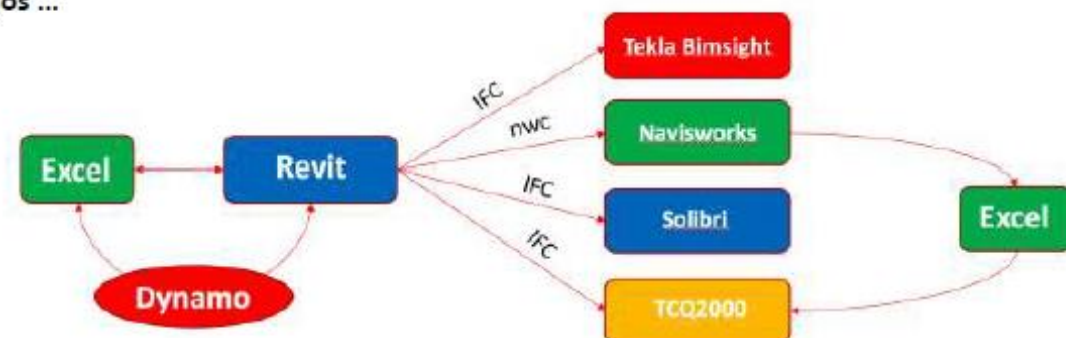 Tekla Bimsight
IFC
nwc
Navisworks
Excel
Revit
IFC
Solibri
Excel
IFC
Dynamo
TCQ2000